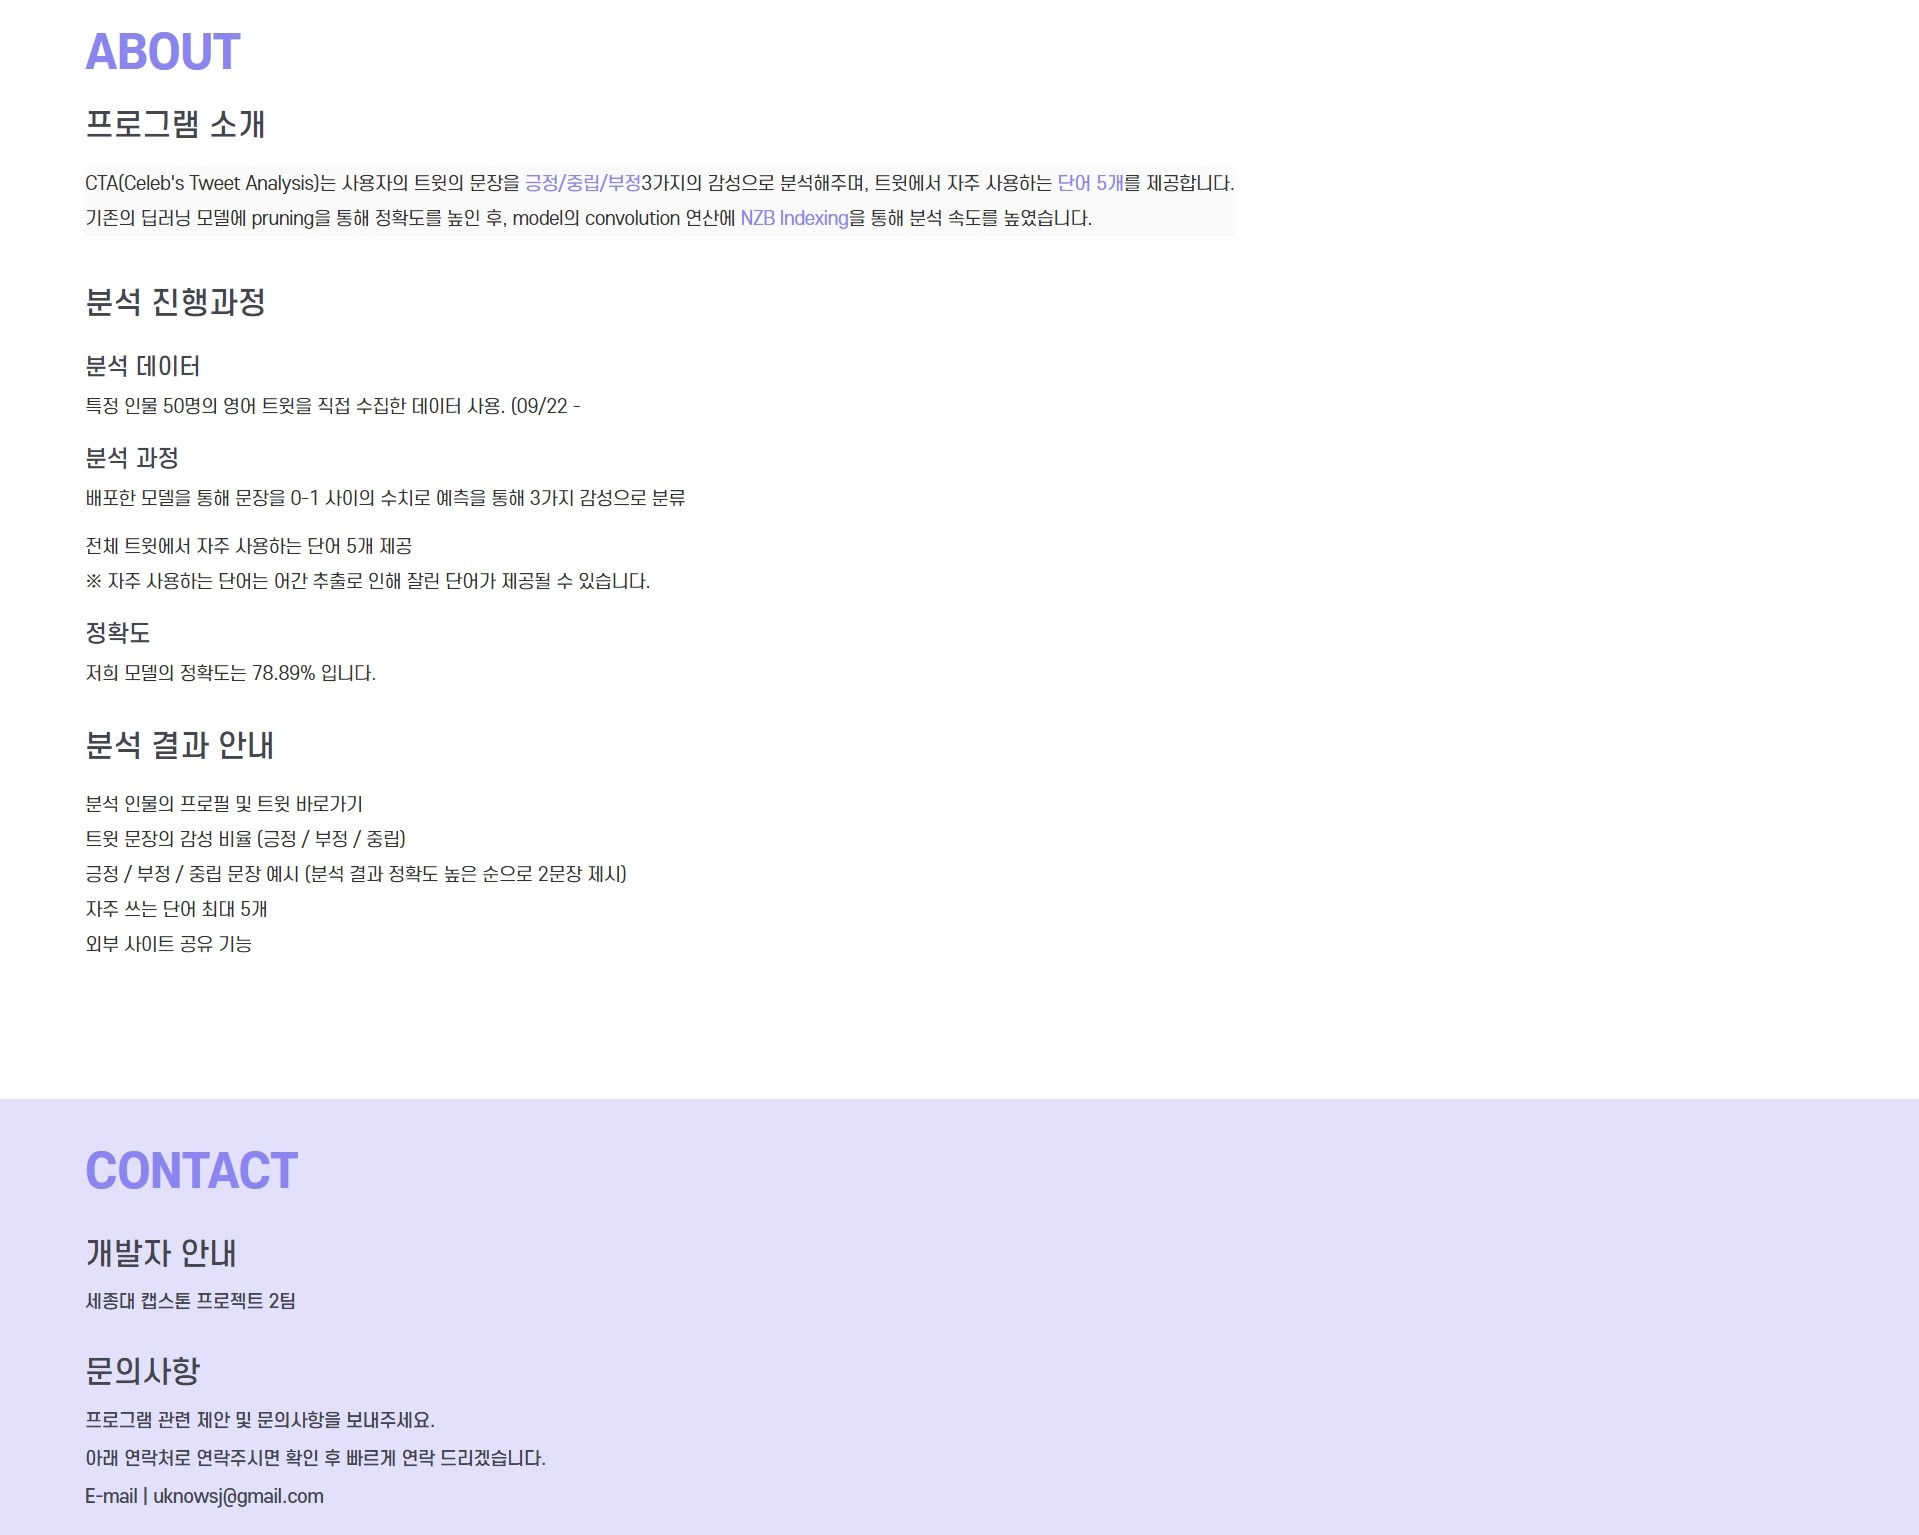 ABOUT
프로그램 소개
CTA(Celeb's Tweet Analysis)는 사용자의 트윗의 문장을 긍정/중립/부정3가지의 감성으로 분석해주며, 트윗에서 자주 사용하는 단어 5개를 제공합니다.
기존의 딥러닝 모델에 pruning을 통해 정확도를 높인 후, model의 convolution 연산에 NZB Indexing을 통해 분석 속도를 높였습니다.
분석 진행과정
분석 데이터
특정 인물 50명의 영어 트윗을 직접 수집한 데이터 사용. (09/22 -
분석 과정
배포한 모델을 통해 문장을 0-1 사이의 수치로 예측을 통해 3가지 감성으로 분류
전체 트윗에서 자주 사용하는 단어 5개 제공
※ 자주 사용하는 단어는 어간 추출로 인해 잘린 단어가 제공될 수 있습니다.
정확도
저희 모델의 정확도는 78.89% 입니다.
분석 결과 안내
분석 인물의 프로필 및 트윗 바로가기
트윗 문장의 감성 비율 (긍정 / 부정 / 중립)
긍정 / 부정 / 중립 문장 예시 (분석 결과 정확도 높은 순으로 2문장 제시)
자주 쓰는 단어 최대 5개
외부 사이트 공유 기능
CONTACT
개발자 안내
세종대 캡스톤 프로젝트 2팀
문의사항
프로그램 관련 제안 및 문의사항을 보내주세요.
아래 연락처로 연락주시면 확인 후 빠르게 연락 드리겠습니다.
E-mail | uknowsj@gmail.com